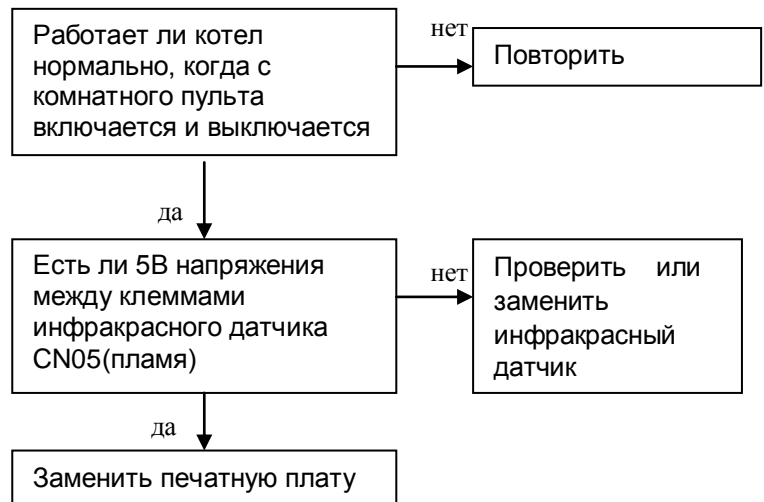 Работает ли котел
нормально, когда с
комнатного пульта
включается и выключается
нет
Повторить
да
Есть ли 5В напряжения
между клеммами
инфракрасного датчика
CN05(пламя)
нет
Проверить или
заменить
инфракрасный
датчик
да
Заменить печатную плату